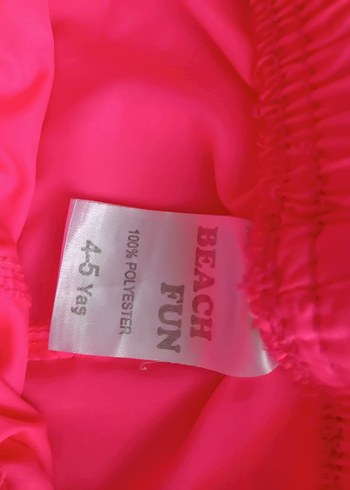 BEACH
FUN
100% POLYESTER
4-5 Yaş